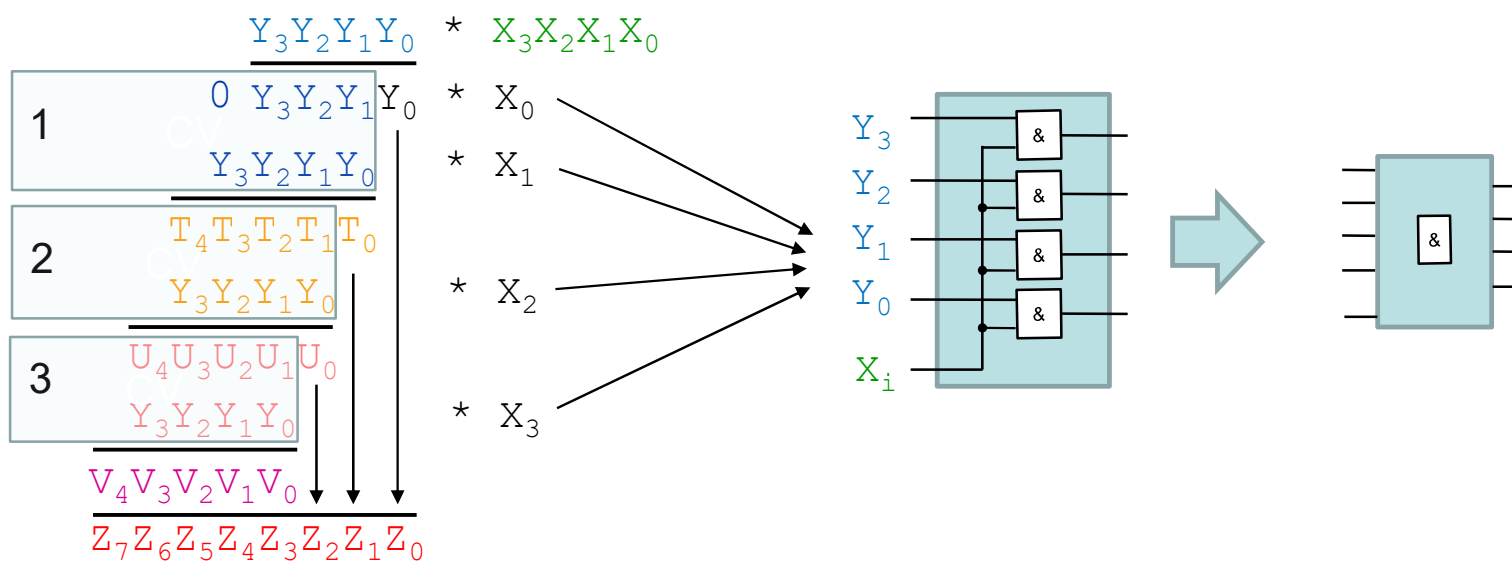 Y₃Y₂Y₁Y₀ * X₃X₂X₁X₀
1
CV
0 Y₃Y₂Y₁Y₀ * X₀
Y₃Y₂Y₁Y₀ * X₁
2
CV
T₄T₃T₂T₁T₀
Y₃Y₂Y₁Y₀ * X₂
3
CV
U₄U₃U₂U₁U₀
Y₃Y₂Y₁Y₀ * X₃
V₄V₃V₂V₁V₀
Z₇Z₆Z₅Z₄Z₃Z₂Z₁Z₀
Y₃
&
Y₂
&
Y₁
&
Y₀
&
Xᵢ
&